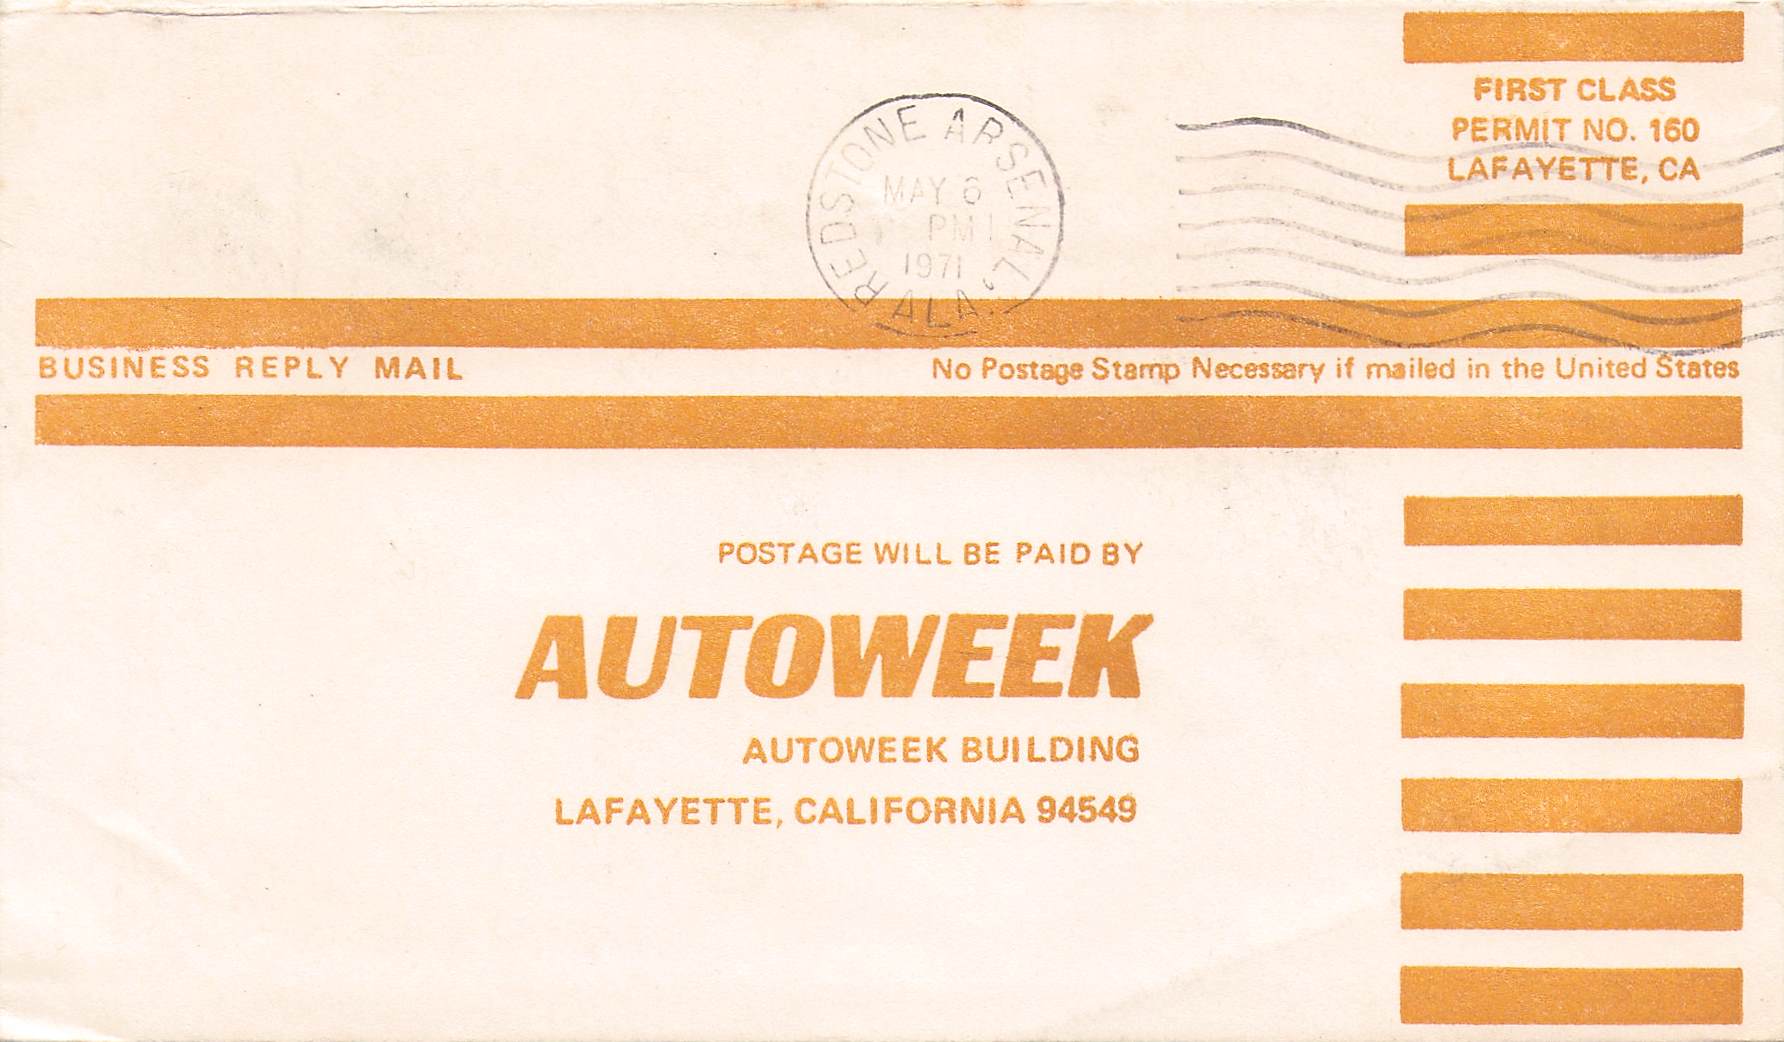 FIRST CLASS
PERMIT NO. 160
LAFAYETTE, CA
REDSTONE ARSENAL,
MAY 6
PM
1971
ALA.
BUSINESS REPLY MAIL
No Postage Stamp Necessary if mailed in the United States
POSTAGE WILL BE PAID BY
AUTOWEEK
AUTOWEEK BUILDING
LAFAYETTE, CALIFORNIA 94549